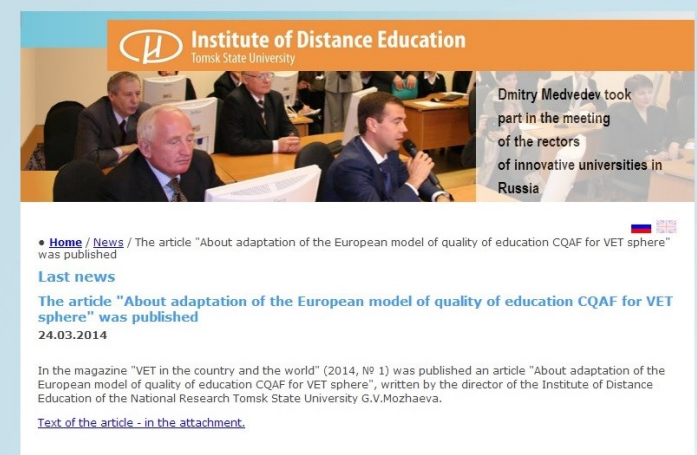 Institute of Distance Education
Tomsk State University
Dmitry Medvedev took
part in the meeting
of the rectors
of innovative universities in
Russia
• Home / News / The article "About adaptation of the European model of quality of education CQAF for VET sphere"
was published
Last news
The article "About adaptation of the European model of quality of education CQAF for VET
sphere" was published
24.03.2014
In the magazine "VET in the country and the world" (2014, № 1) was published an article "About adaptation of the
European model of quality of education CQAF for VET sphere", written by the director of the Institute of Distance
Education of the National Research Tomsk State University G.V.Mozhaeva.
Text of the article - in the attachment.